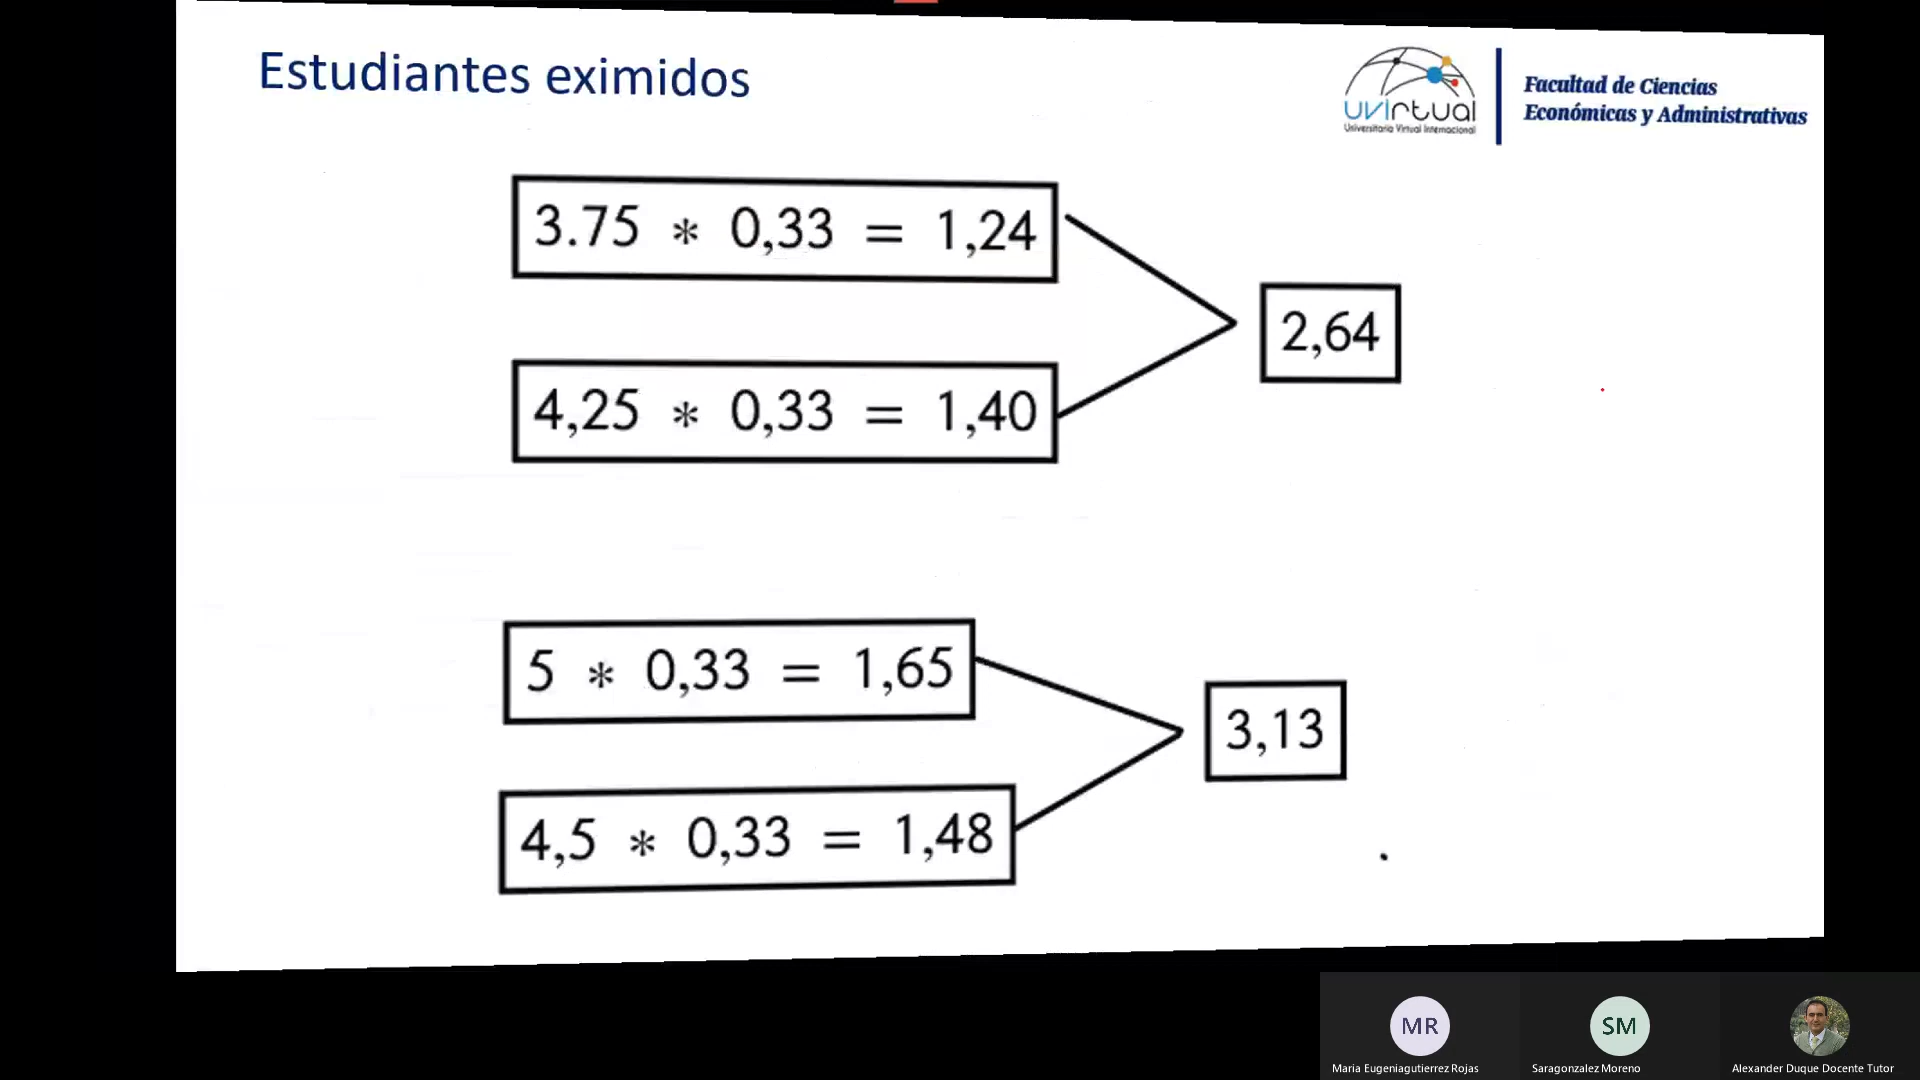 Estudiantes eximidos
uvirtual
Universitaria Virtual Internacional
Facultad de Ciencias
Económicas y Administrativas
3.75 * 0,33 = 1,24
2,64
4,25 * 0,33 = 1,40
5 * 0,33 = 1,65
3,13
4,5 * 0,33 = 1,48
MR
SM
Maria Eugeniagutierrez Rojas
Saragonzalez Moreno
Alexander Duque Docente Tutor